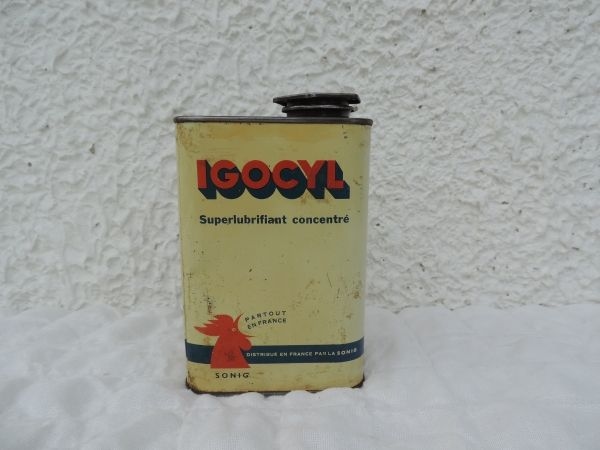 IGOCYL
Superlubrifiant concentré
PARTOUT
EN FRANCE
DISTRIBUÉ EN FRANCE PAR LA SONIG
SONIG